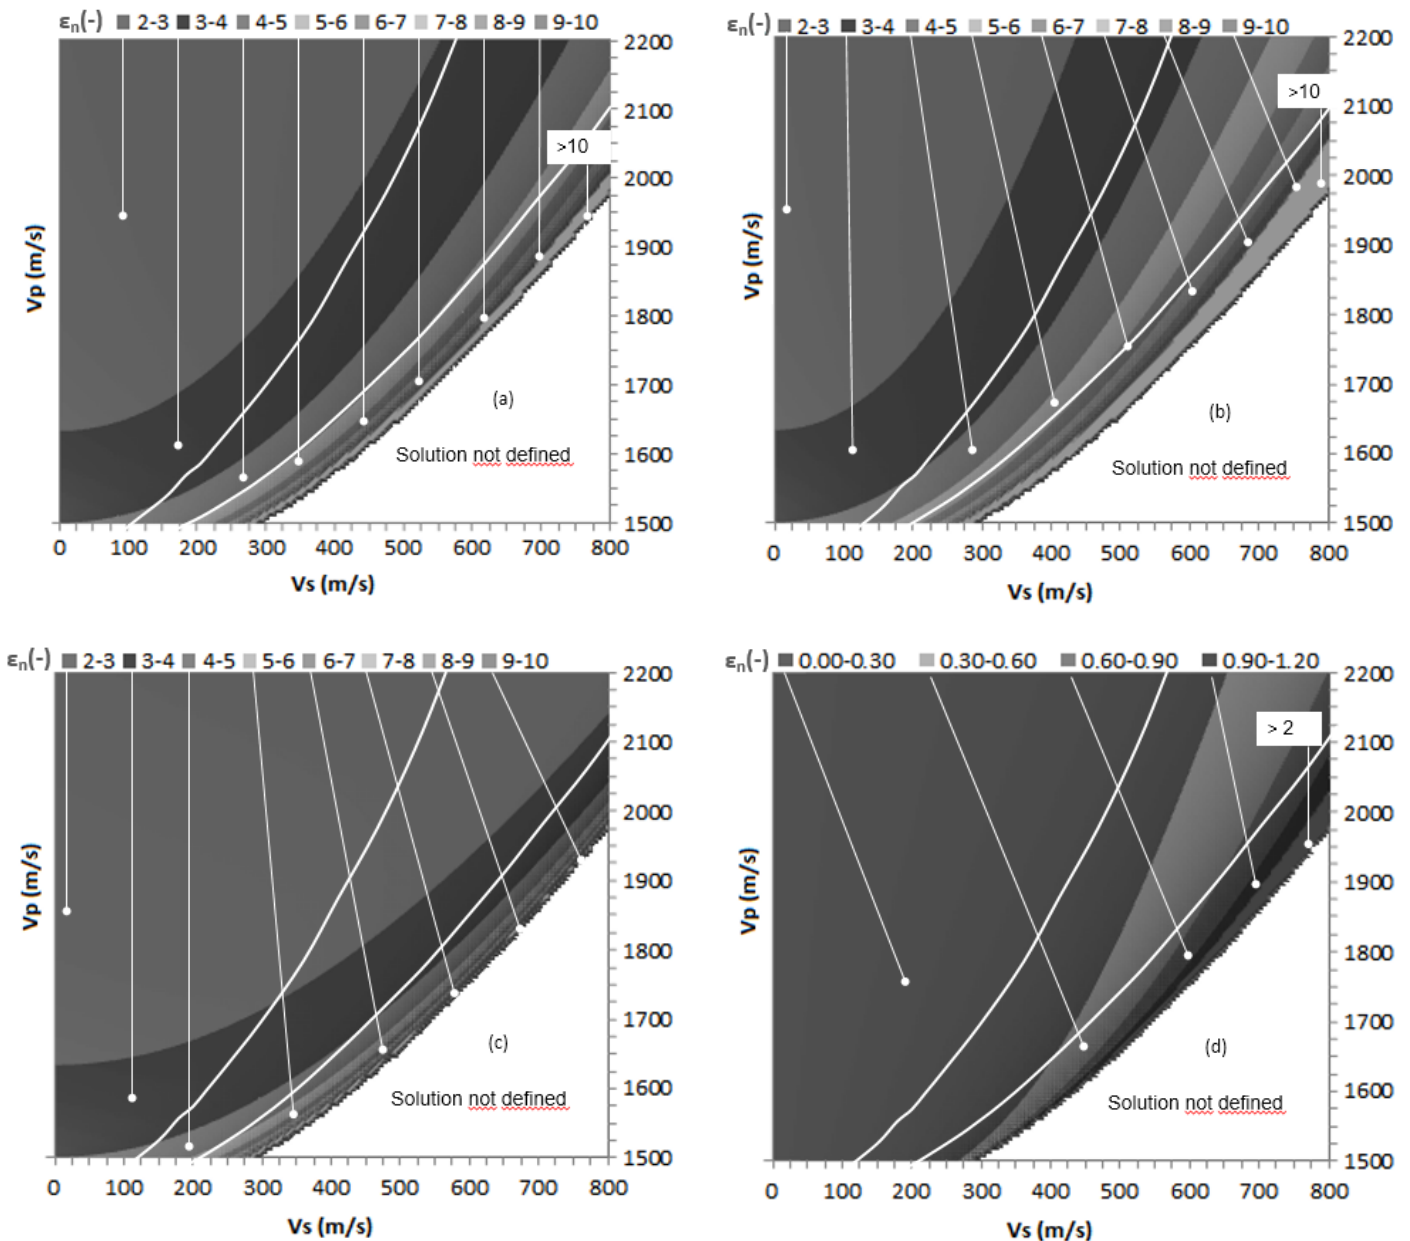 εn(-) 2-3 3-4 4-5 5-6 6-7 7-8 8-9 9-10
2200
2100
2000
1900
1800
1700
1600
1500
>10
(a)
Solution not defined
Vp (m/s)
0 100 200 300 400 500 600 700 800
Vs (m/s)
εn(-) 2-3 3-4 4-5 5-6 6-7 7-8 8-9 9-10
2200
2100
2000
1900
1800
1700
1600
1500
>10
(b)
Solution not defined
Vp (m/s)
0 100 200 300 400 500 600 700 800
Vs (m/s)
εn(-) 2-3 3-4 4-5 5-6 6-7 7-8 8-9 9-10
2200
2100
2000
1900
1800
1700
1600
1500
(c)
Solution not defined
Vp (m/s)
0 100 200 300 400 500 600 700 800
Vs (m/s)
εn(-) 0.00-0.30 0.30-0.60 0.60-0.90 0.90-1.20
2200
2100
2000
1900
1800
1700
1600
1500
> 2
(d)
Solution not defined
Vp (m/s)
0 100 200 300 400 500 600 700 800
Vs (m/s)